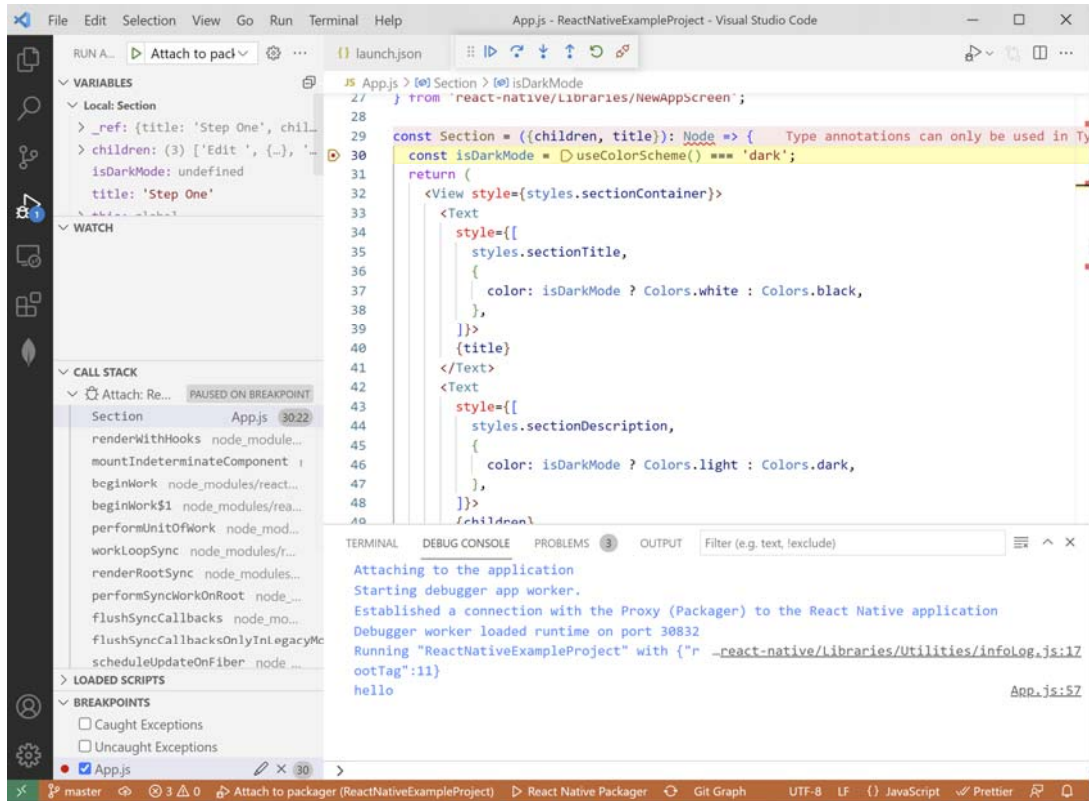 File Edit Selection View Go Run Terminal Help App.js - ReactNativeExampleProject - Visual Studio Code
RUN A... Attach to pack ...
VARIABLES
Local: Section
_ref: {title: 'Step One', chil…
children: (3) ['Edit ', {…}, '…
isDarkMode: undefined
title: 'Step One'
WATCH
CALL STACK
Attach: Re... PAUSED ON BREAKPOINT
Section App.js 30:22
renderWithHooks node_module...
mountIndeterminateComponent
beginWork node_modules/react...
beginWork$1 node_modules/rea...
performUnitOfWork node_mod...
workLoopSync node_modules/r...
renderRootSync node_modules...
performSyncWorkOnRoot node_...
flushSyncCallbacks node_mo...
flushSyncCallbacksOnlyInLegacyMo
scheduleUpdateOnFiber node ...
LOADED SCRIPTS
BREAKPOINTS
Caught Exceptions
Uncaught Exceptions
App.js 30
{} launch.json
JS App.js > Section > isDarkMode
27 } from 'react-native/Libraries/NewAppScreen';
28
29 const Section = ({children, title}): Node => { Type annotations can only be used in Ty
30 const isDarkMode = useColorScheme() === 'dark';
31 return (
32 <View style={styles.sectionContainer}>
33 <Text
34 style={[
35 styles.sectionTitle,
36 {
37 color: isDarkMode ? Colors.white : Colors.black,
38 },
39 ]}>
40 {title}
41 </Text>
42 <Text
43 style={[
44 styles.sectionDescription,
45 {
46 color: isDarkMode ? Colors.light : Colors.dark,
47 },
48 ]}>
49 {children}
TERMINAL DEBUG CONSOLE PROBLEMS 3 OUTPUT Filter (e.g. text, !exclude)
Attaching to the application
Starting debugger app worker.
Established a connection with the Proxy (Packager) to the React Native application
Debugger worker loaded runtime on port 30832
Running "ReactNativeExampleProject" with {"r …react-native/Libraries/Utilities/infoLog.js:17
ootTag":11}
hello App.js:57
>
master 3 0 Attach to packager (ReactNativeExampleProject) React Native Packager Git Graph UTF-8 LF {} JavaScript Prettier